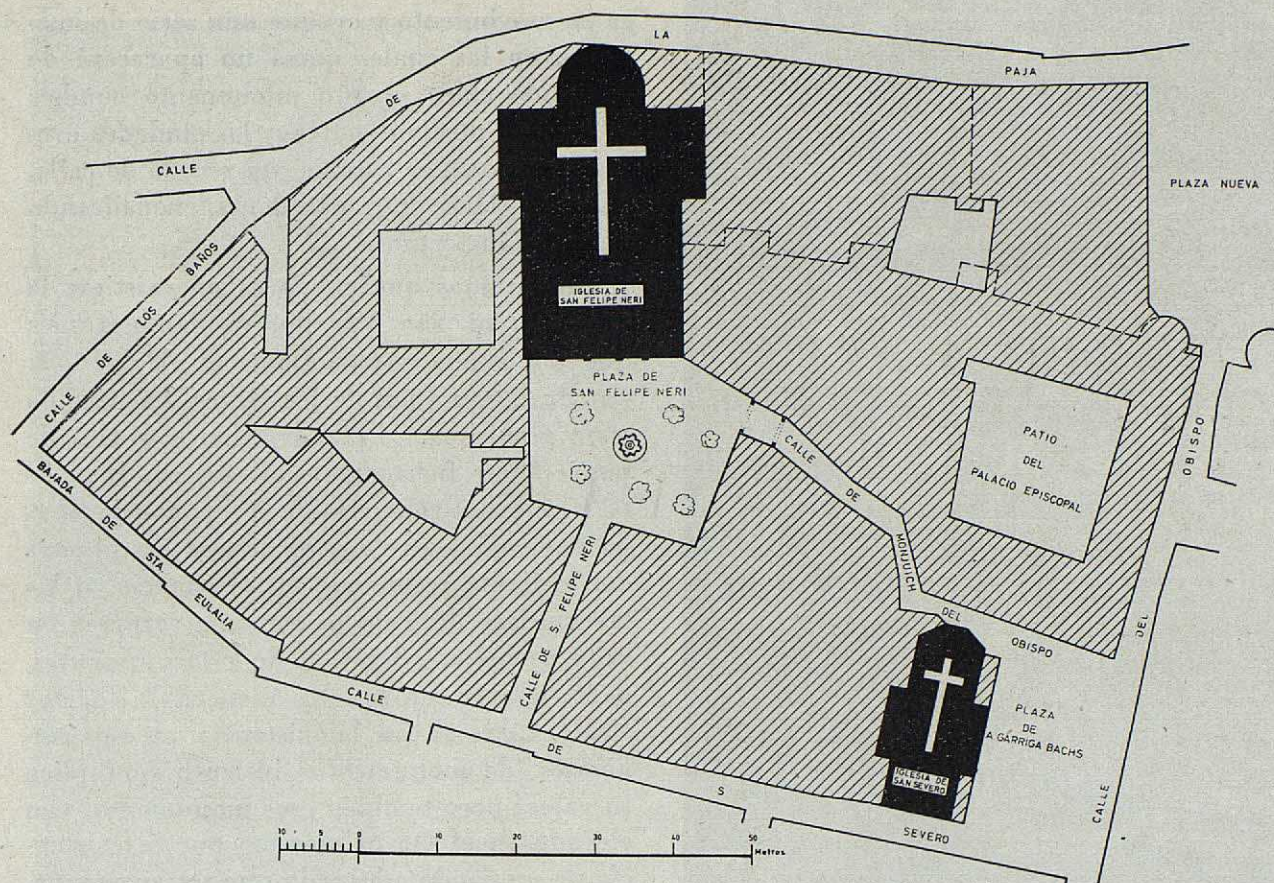 LA
PAJA
DE
CALLE
PLAZA NUEVA
CALLE DE LOS BAÑOS
IGLESIA DE
SAN FELIPE NERI
PLAZA DE
SAN FELIPE NERI
CALLE DE MONJUICH DEL OBISPO
PATIO
DEL
PALACIO EPISCOPAL
CALLE DEL OBISPO
BAJADA DE STA. EULALIA
CALLE DE S. FELIPE NERI
CALLE DE S SEVERO
PLAZA
DE
A GARRIGA BACHS
IGLESIA DE
SAN SEVERO
10 5 0 10 20 30 40 50
Metros